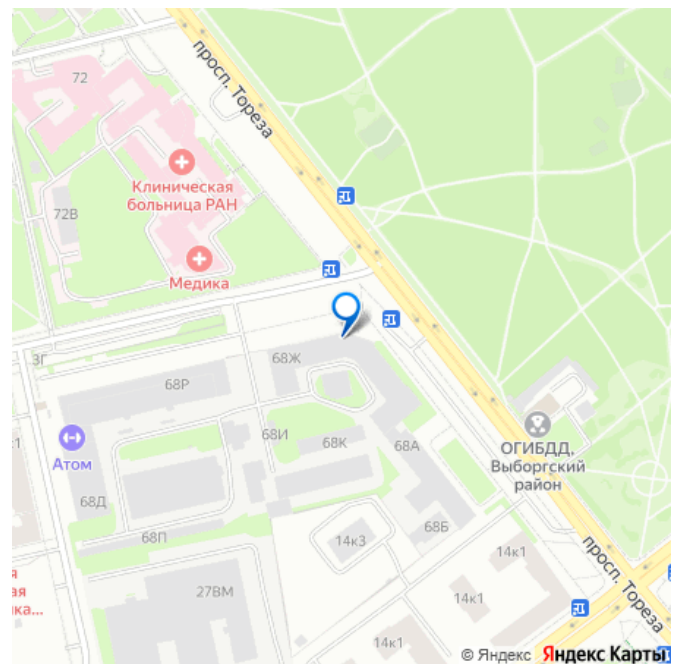 72
просп. Тореза
Клиническая
больница РАН
72В
Медика
3Г
68Ж
68Р
Атом
68И
68К
68А
ОГИБДД,
Выборгский
район
68Д
68П
14к3
68Б
14к1
просп. Тореза
27ВМ
14к1
14к1
© Яндекс Яндекс Карты